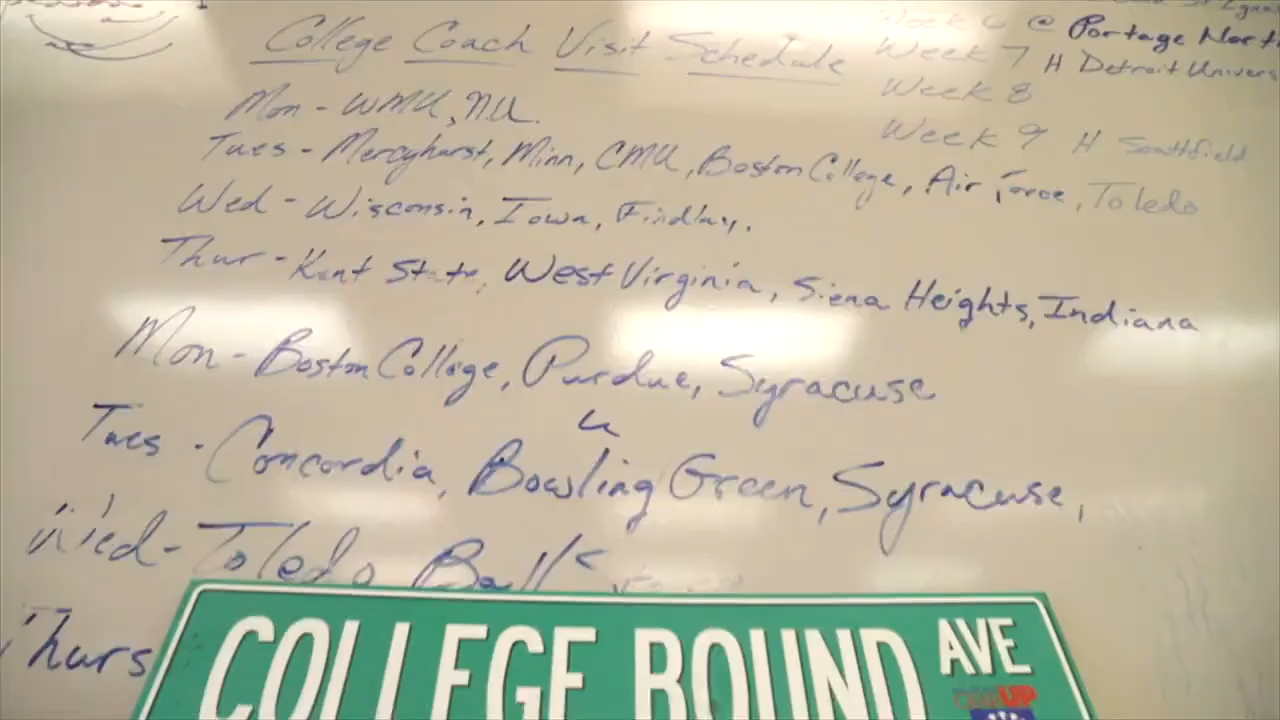 College Coach Visit Schedule
Mon - WMU, NU.
Tues - Mercyhurst, Minn, CMU, Boston College, Air Force, Toledo
Wed - Wisconsin, Iowa, Findlay.
Thur - Kent State, West Virginia, Siena Heights, Indiana
Mon - Boston College, Purdue, Syracuse
Tues - Concordia, Bowling Green, Syracuse,
Wed - Toledo Ball
Thurs
Week 6 @ Portage North
Week 7 H Detroit Univers
Week 8
Week 9 H Southfield
COLLEGE BOUND AVE